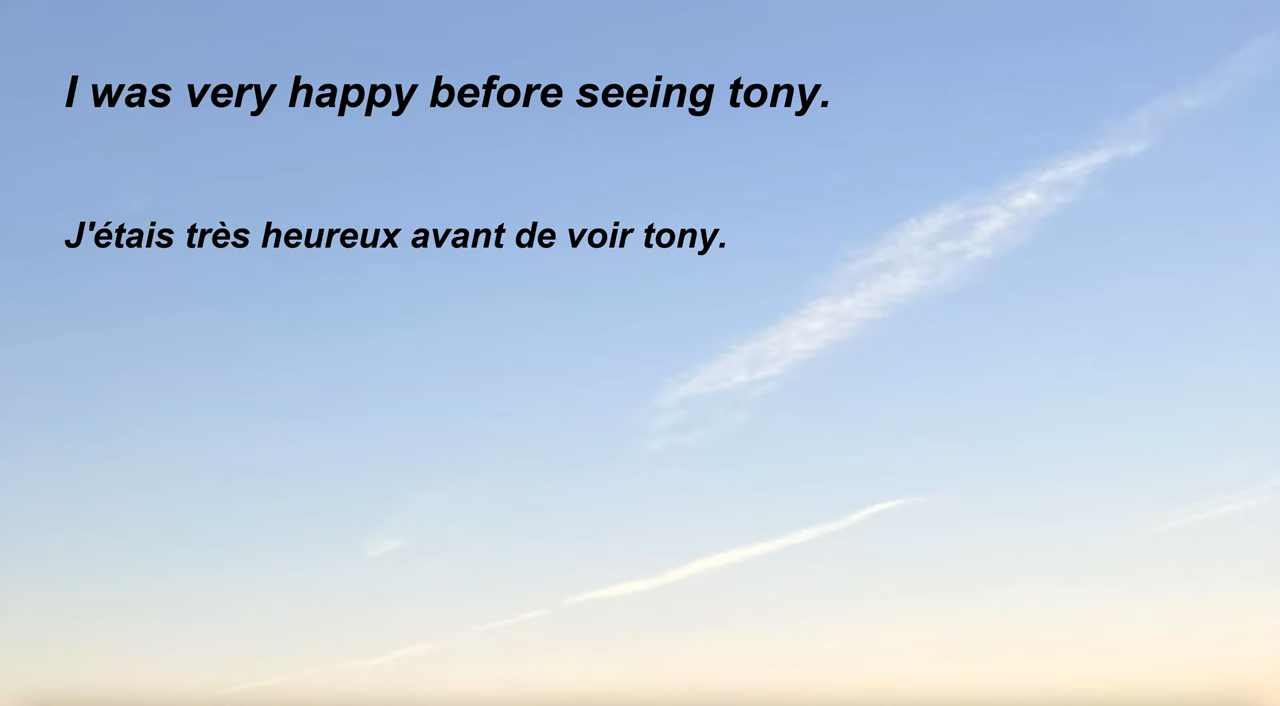 I was very happy before seeing tony.
J'étais très heureux avant de voir tony.